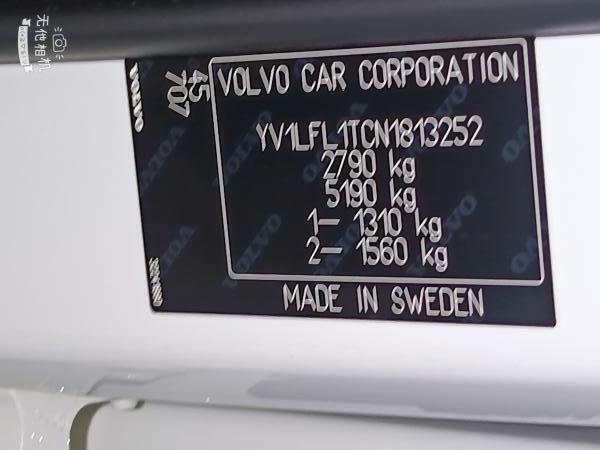 无他相机
VOLVO
45
707
VOLVO CAR CORPORATION
YV1LFL1TCN1813252
2790 kg
5190 kg
1– 1310 kg
2– 1560 kg
MADE IN SWEDEN